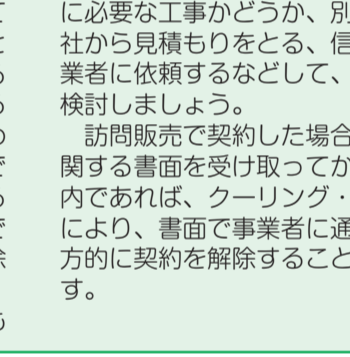 に必要な工事かどうか、別
社から見積もりをとる、信
業者に依頼するなどして、
検討しましょう。
訪問販売で契約した場合
関する書面を受け取ってか
内であれば、クーリング・
により、書面で事業者に通
方的に契約を解除すること
す。